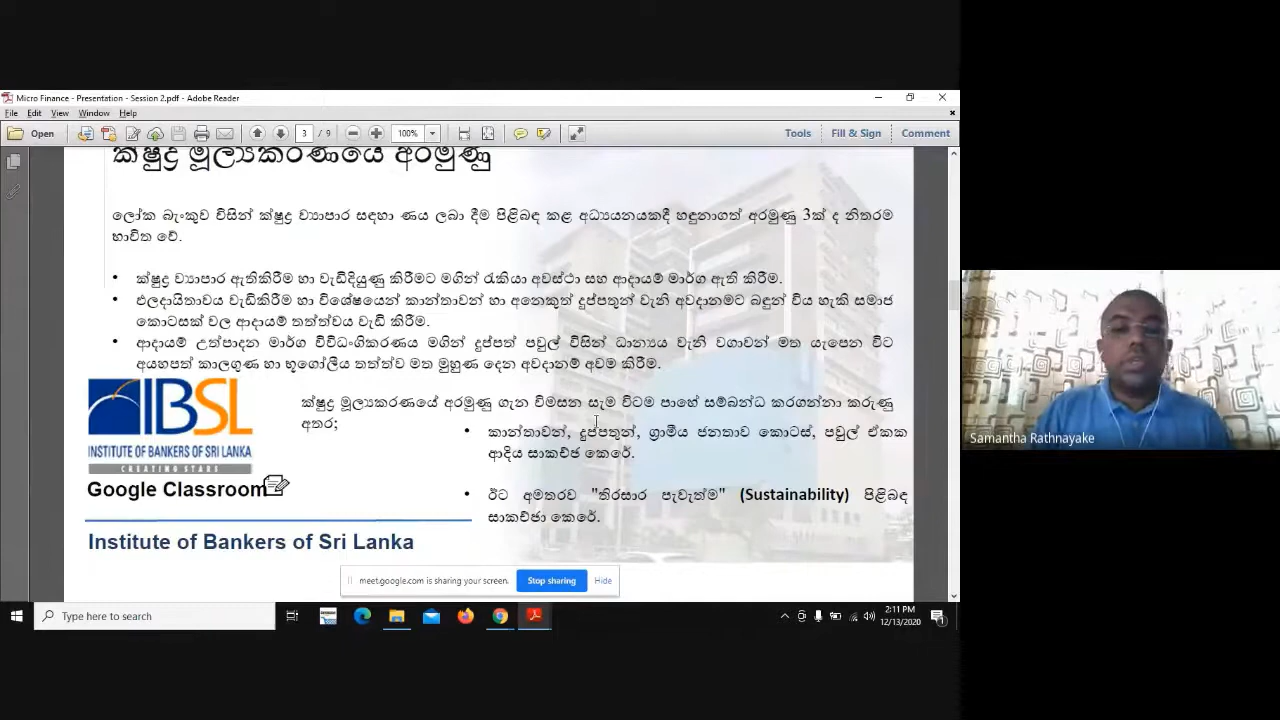 Micro Finance - Presentation - Session 2.pdf - Adobe Reader
File Edit View Window Help
Open 3 / 9 100% Tools Fill & Sign Comment
ක්ෂුද්‍ර මූල්‍යකරණයේ අරමුණු
ලෝක බැංකුව විසින් ක්ෂුද්‍ර ව්‍යාපාර සඳහා ණය ලබා දීම පිළිබඳ කළ අධ්‍යයනයකදී හඳුනාගත් අරමුණු 3ක් ද නිතරම
භාවිත වේ.
• ක්ෂුද්‍ර ව්‍යාපාර ඇතිකිරීම හා වැඩිදියුණු කිරීමට මගින් රැකියා අවස්ථා සහ ආදායම් මාර්ග ඇති කිරීම.
• ඵලදායිතාවය වැඩිකිරීම හා විශේෂයෙන් කාන්තාවන් හා අනෙකුත් දුප්පතුන් වැනි අවදානමට බඳුන් විය හැකි සමාජ
කොටසක් වල ආදායම් තත්ත්වය වැඩි කිරීම.
• ආදායම් උත්පාදන මාර්ග විවිධංගිකරණය මගින් දුප්පත් පවුල් විසින් ධාන්‍යය වැනි වගාවන් මත යැපෙන විට
අයහපත් කාලගුණ හා භූගෝලීය තත්ත්ව මත මුහුණ දෙන අවදානම් අවම කිරීම.
ක්ෂුද්‍ර මූල්‍යකරණයේ අරමුණු ගැන විමසන සැම විටම පාහේ සම්බන්ධ කරගන්නා කරුණු
අතර;
• කාන්තාවන්, දුප්පතුන්, ග්‍රාමීය ජනතාව කොටස්, පවුල් ඒකක
ආදිය සාකච්ඡ කෙරේ.
• ඊට අමතරව "තිරසාර පැවැත්ම" (Sustainability) පිළිබඳ
සාකච්ඡා කෙරේ.
IBSL
INSTITUTE OF BANKERS OF SRI LANKA
CREATING STARS
Google Classroom
Institute of Bankers of Sri Lanka
meet.google.com is sharing your screen. Stop sharing Hide
Type here to search
2:11 PM
12/13/2020
Samantha Rathnayake